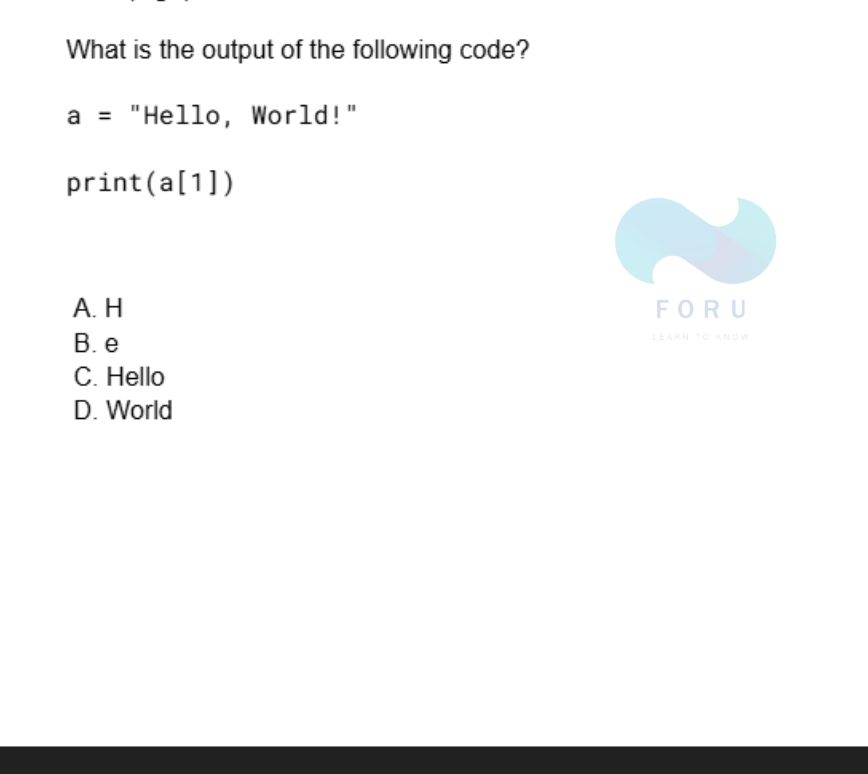 What is the output of the following code?
a = "Hello, World!"
print(a[1])
A. H
B. e
C. Hello
D. World
FORU
LEARN TO KNOW